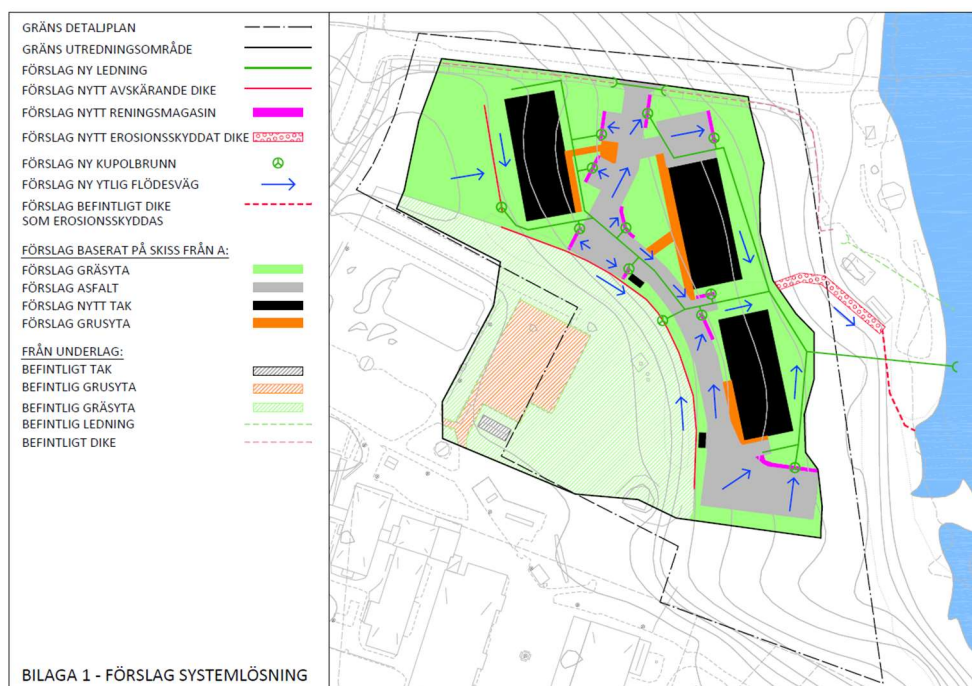 GRÄNS DETALJPLAN
GRÄNS UTREDNINGSOMRÅDE
FÖRSLAG NY LEDNING
FÖRSLAG NYTT AVSKÄRANDE DIKE
FÖRSLAG NYTT RENINGSMAGASIN
FÖRSLAG NYTT EROSIONSSKYDDAT DIKE
FÖRSLAG NY KUPOLBRUNN
FÖRSLAG NY YTLIG FLÖDESVÄG
FÖRSLAG BEFINTLIGT DIKE
SOM EROSIONSSKYDDAS
FÖRSLAG BASERAT PÅ SKISS FRÅN A:
FÖRSLAG GRÄSYTA
FÖRSLAG ASFALT
FÖRSLAG NYTT TAK
FÖRSLAG GRUSYTA
FRÅN UNDERLAG:
BEFINTLIGT TAK
BEFINTLIG GRUSYTA
BEFINTLIG GRÄSYTA
BEFINTLIG LEDNING
BEFINTLIGT DIKE
BILAGA 1 - FÖRSLAG SYSTEMLÖSNING